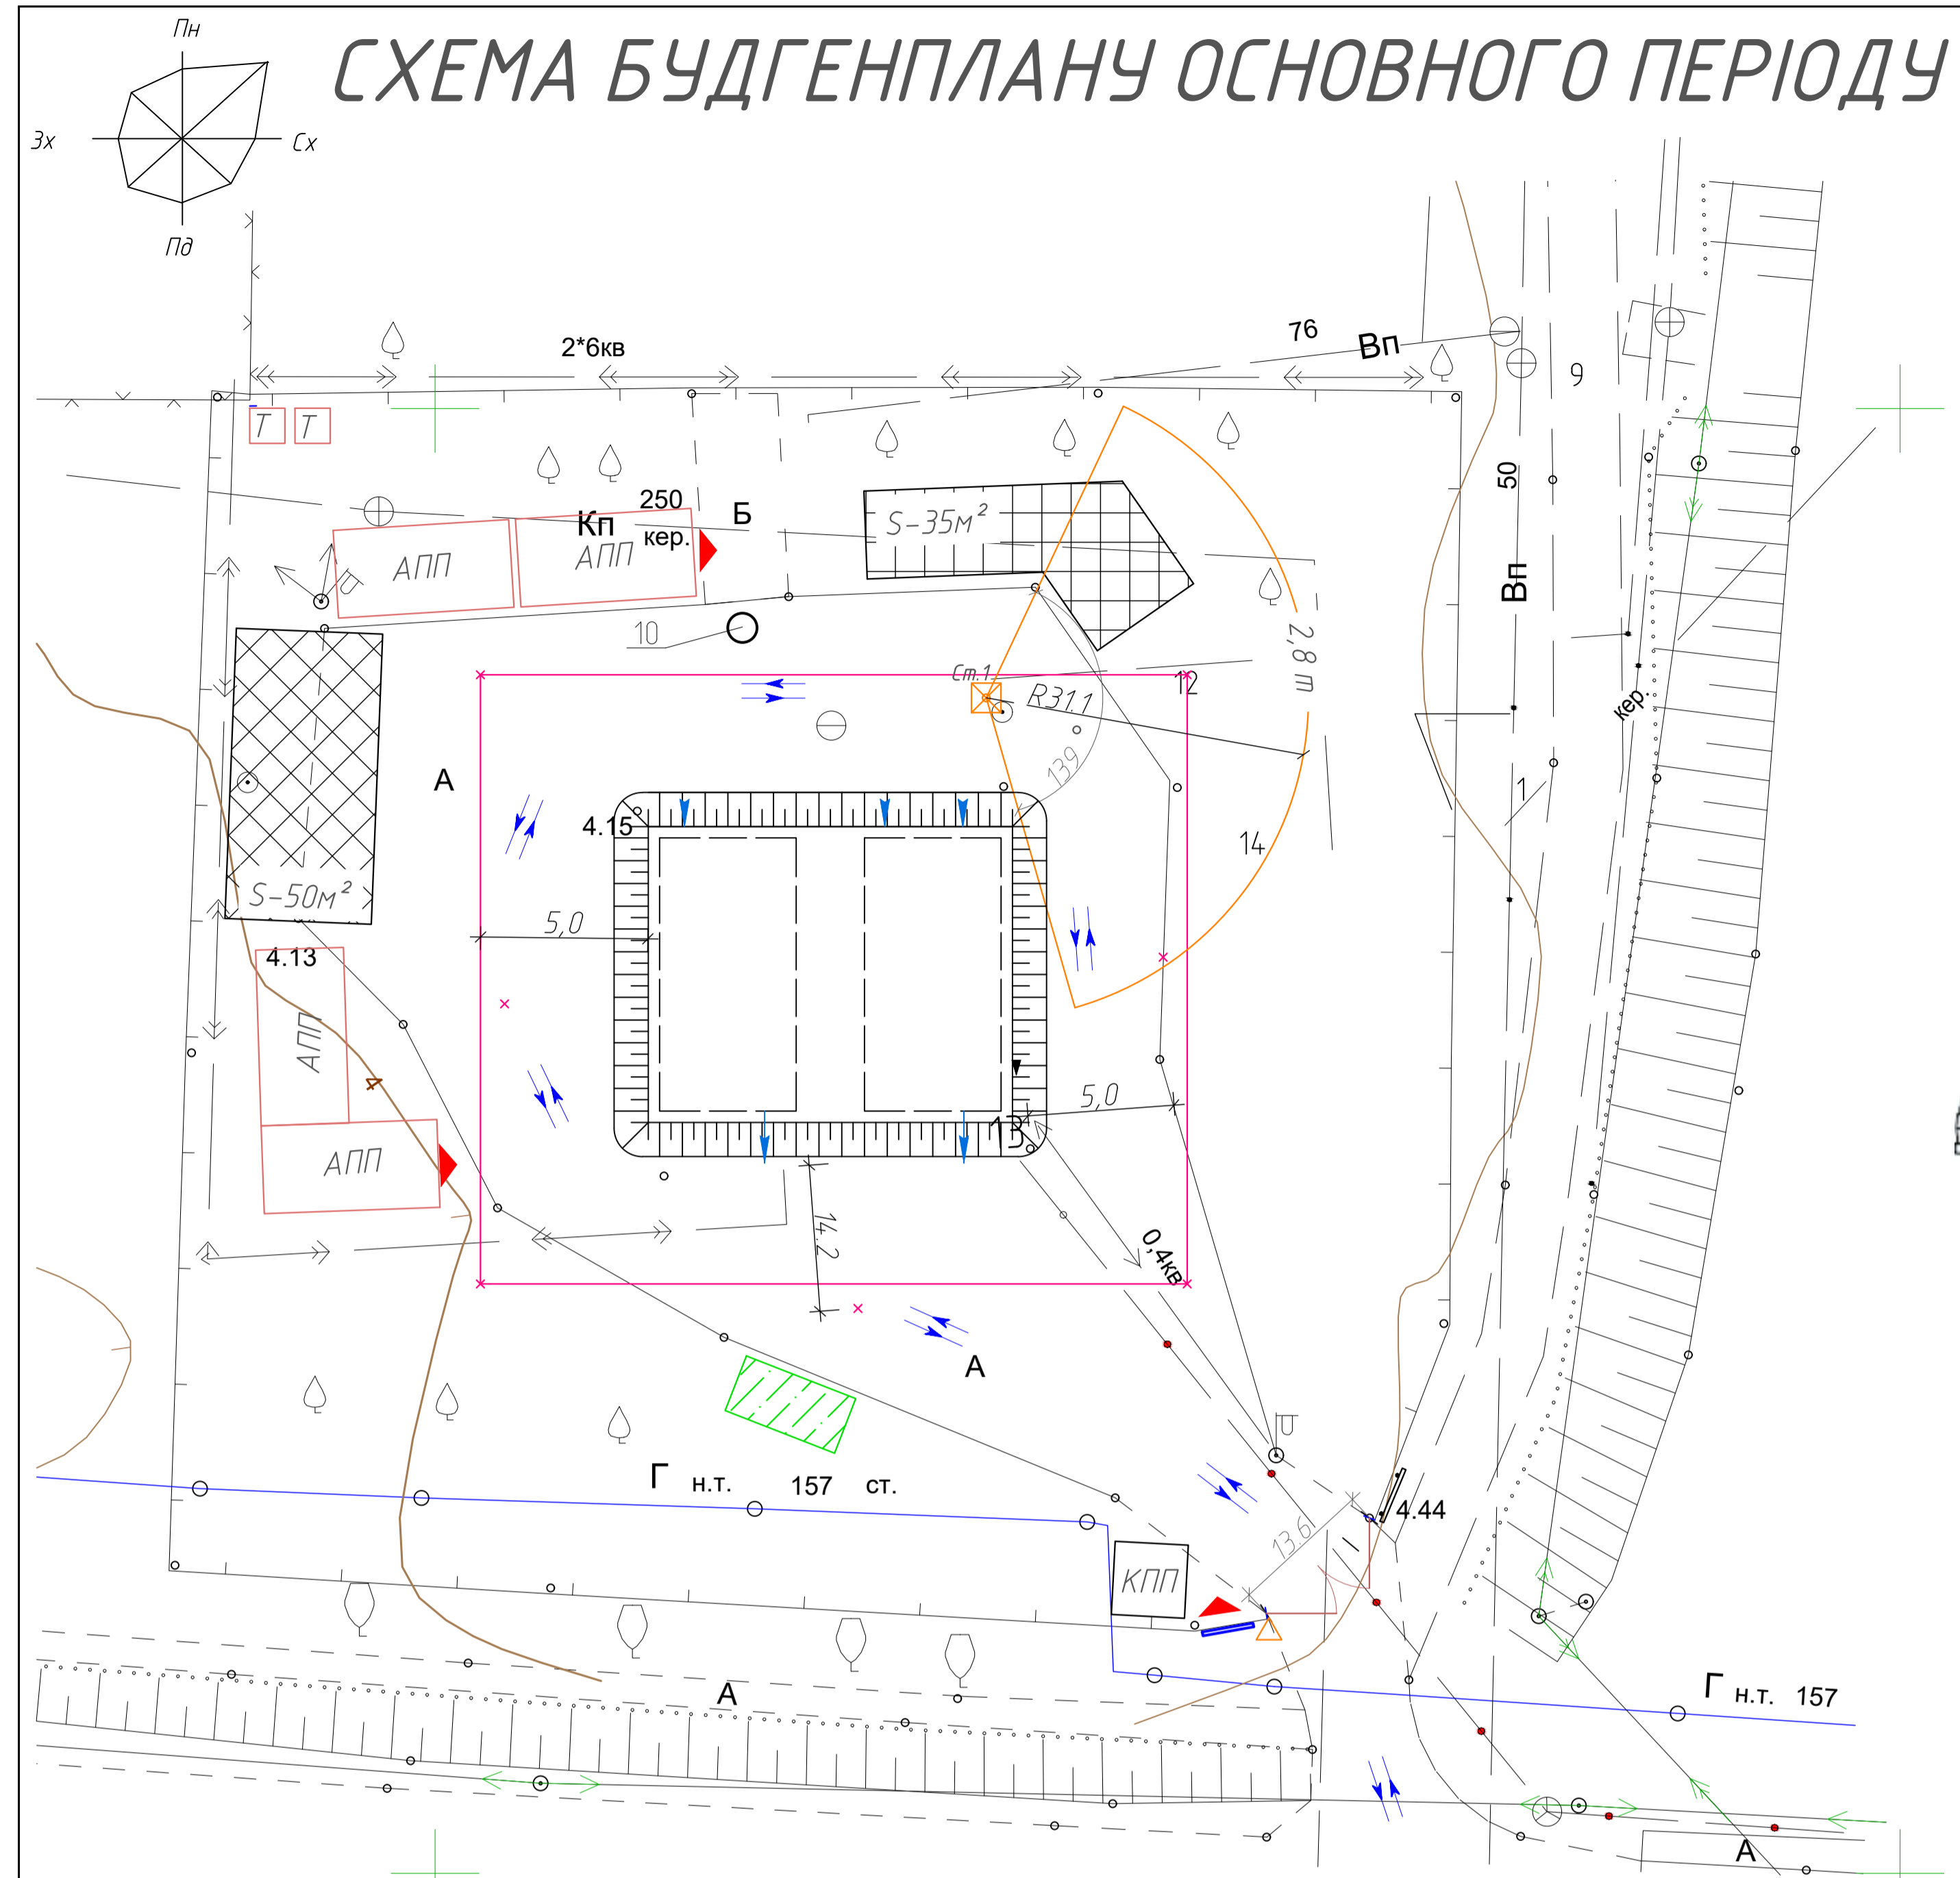 Пн
СХЕМА БУДГЕНПЛАНУ ОСНОВНОГО ПЕРІОДУ
Зх
Сх
Пд
2*6кв
76
Вп
9
Т
Т
50
250
Б
Кп
кер.
АПП
АПП
S-35м²
Вп
10
2,8 т
Ст.1
R31.1
12
кер.
139
А
1
4.15
14
S-50м²
5,0
4.13
АПП
4
5,0
13
АПП
14.2
0,4кв
А
Г н.т. 157 ст.
4.44
13.6
КПП
А
Г н.т. 157
А